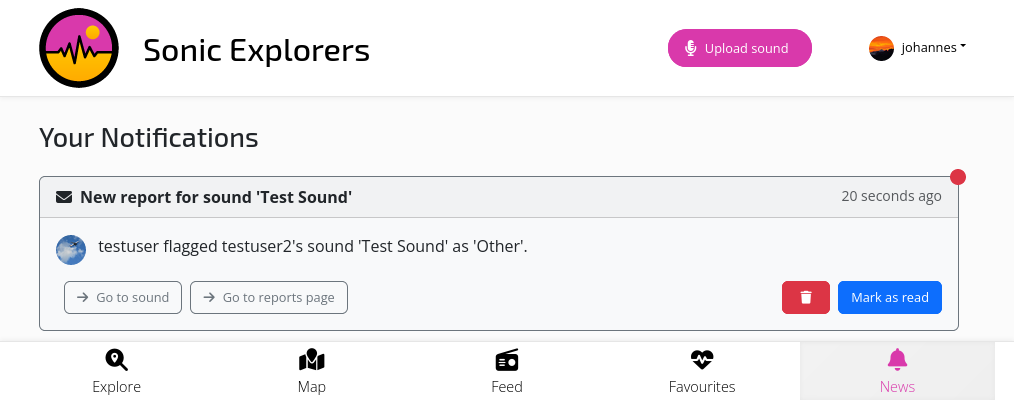 Sonic Explorers
Upload sound
johannes
Your Notifications
New report for sound 'Test Sound'
20 seconds ago
testuser flagged testuser2's sound 'Test Sound' as 'Other'.
Go to sound
Go to reports page
Mark as read
Explore
Map
Feed
Favourites
News